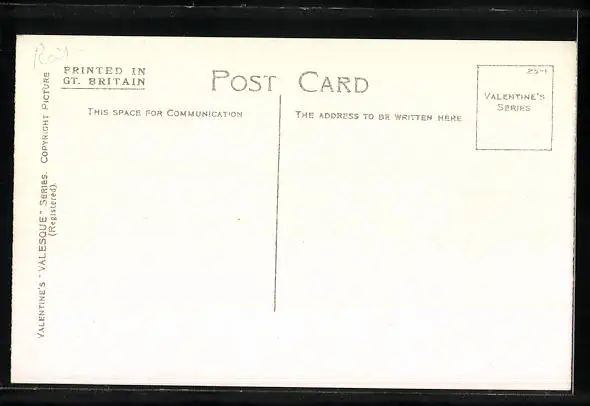 PRINTED IN
GT. BRITAIN
POST CARD
THIS SPACE FOR COMMUNICATION
THE ADDRESS TO BE WRITTEN HERE
VALENTINE'S
SERIES
VALENTINE'S "VALESQUE" SERIES. COPYRIGHT PICTURE
(Registered).